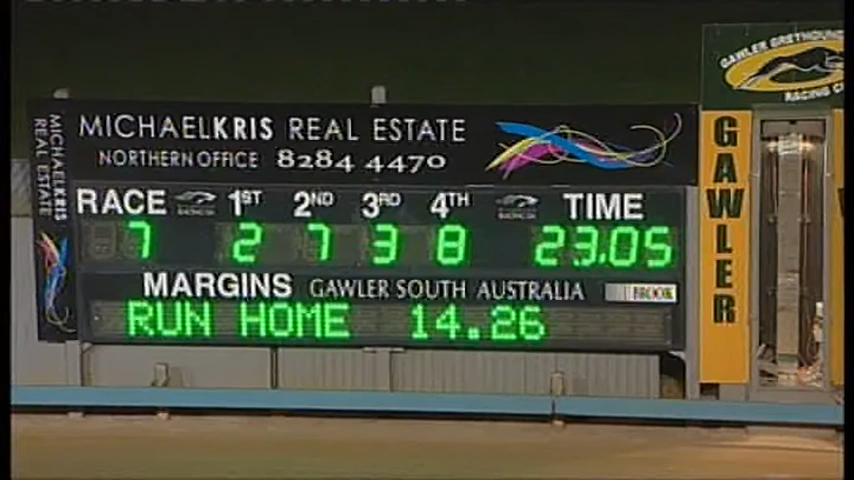 GAWLER GREYHOUND
RACING C
MICHAELKRIS REAL ESTATE
NORTHERN OFFICE 8284 4470
MICHAELKRIS
REAL ESTATE
RACE 1ST 2ND 3RD 4TH TIME
7 2 7 3 8 23.05
MARGINS GAWLER SOUTH AUSTRALIA
RUN HOME 14.26
GAWLER